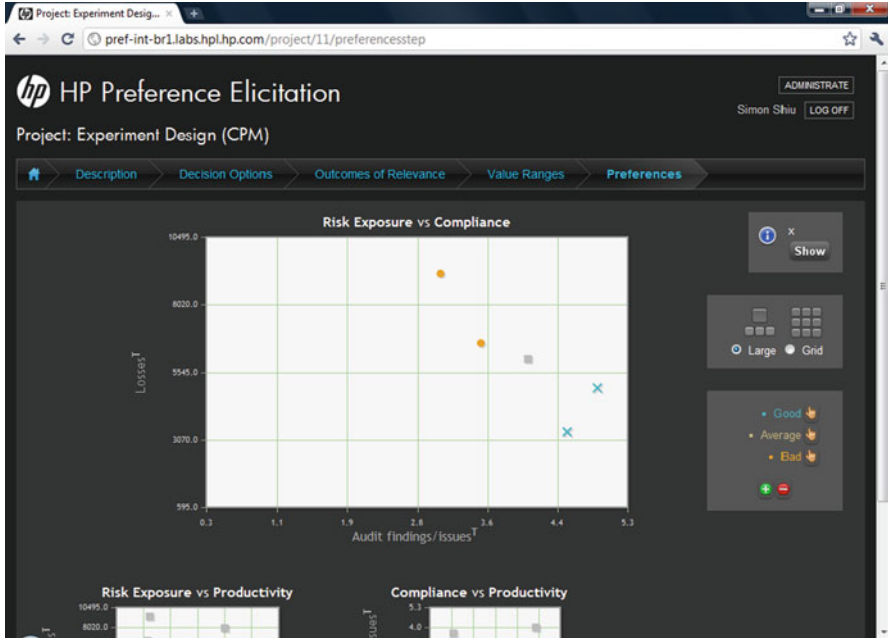 Project: Experiment Desig...
pref-int-br1.labs.hpl.hp.com/project/11/preferencesstep
hp HP Preference Elicitation
ADMINISTRATE
Simon Shiu LOG OFF
Project: Experiment Design (CPM)
Description Decision Options Outcomes of Relevance Value Ranges Preferences
Risk Exposure vs Compliance
10495.0
8020.0
5545.0
3070.0
595.0
Losses T
0.3 1.1 1.9 2.8 3.6 4.4 5.3
Audit findings/issues T
x
Show
Large Grid
Good
Average
Bad
Risk Exposure vs Productivity
10495.0
8020.0
Compliance vs Productivity
5.3
4.0